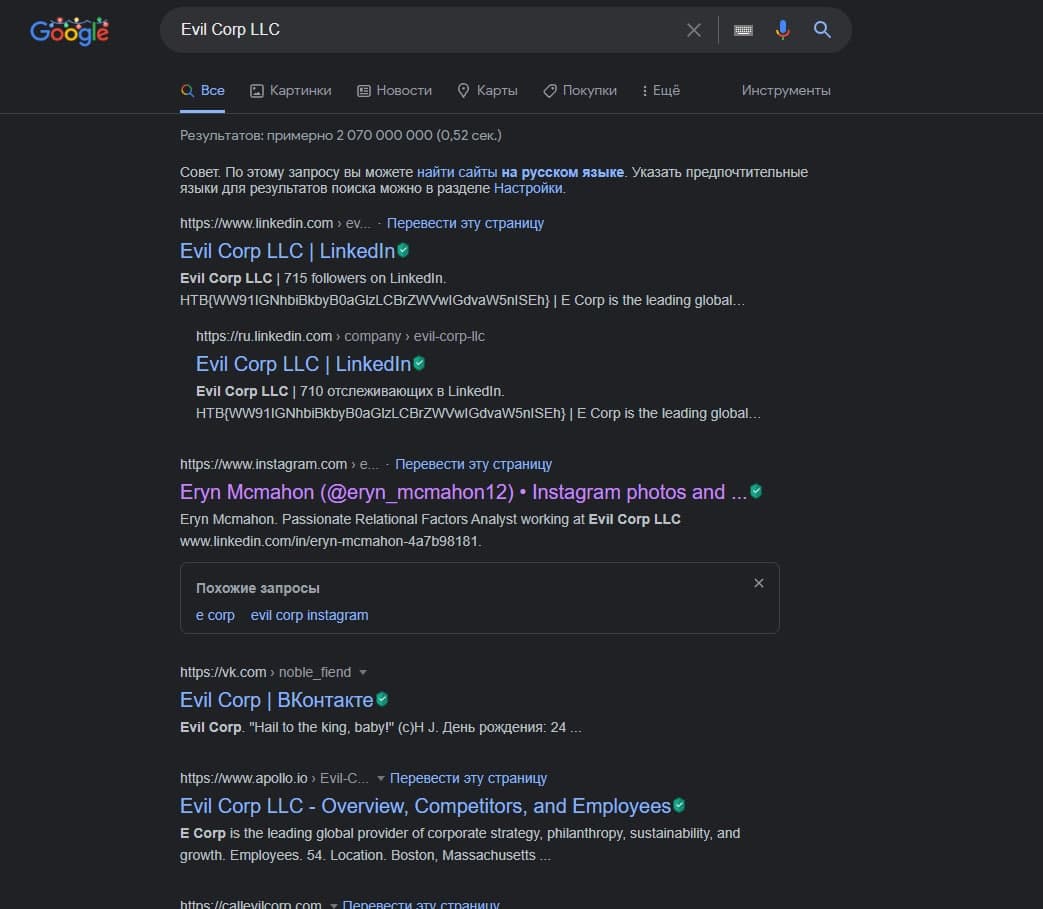 Google
Evil Corp LLC
Все Картинки Новости Карты Покупки Ещё Инструменты
Результатов: примерно 2 070 000 000 (0,52 сек.)
Совет. По этому запросу вы можете найти сайты на русском языке. Указать предпочтительные
языки для результатов поиска можно в разделе Настройки.
https://www.linkedin.com › ev... · Перевести эту страницу
Evil Corp LLC | LinkedIn
Evil Corp LLC | 715 followers on LinkedIn.
HTB{WW91IGNhbiBkbyB0aGlzLCBrZWVwIGdvaW5nISEh} | E Corp is the leading global…
https://ru.linkedin.com › company › evil-corp-llc
Evil Corp LLC | LinkedIn
Evil Corp LLC | 710 отслеживающих в LinkedIn.
HTB{WW91IGNhbiBkbyB0aGlzLCBrZWVwIGdvaW5nISEh} | E Corp is the leading global…
https://www.instagram.com › e... · Перевести эту страницу
Eryn Mcmahon (@eryn_mcmahon12) • Instagram photos and ...
Eryn Mcmahon. Passionate Relational Factors Analyst working at Evil Corp LLC
www.linkedin.com/in/eryn-mcmahon-4a7b98181.
Похожие запросы
e corp evil corp instagram
https://vk.com › noble_fiend
Evil Corp | ВКонтакте
Evil Corp. "Hail to the king, baby!" (c)H J. День рождения: 24 ...
https://www.apollo.io › Evil-C... Перевести эту страницу
Evil Corp LLC - Overview, Competitors, and Employees
E Corp is the leading global provider of corporate strategy, philanthropy, sustainability, and
growth. Employees. 54. Location. Boston, Massachusetts ...
https://callevilcorp.com Перевести эту страницу